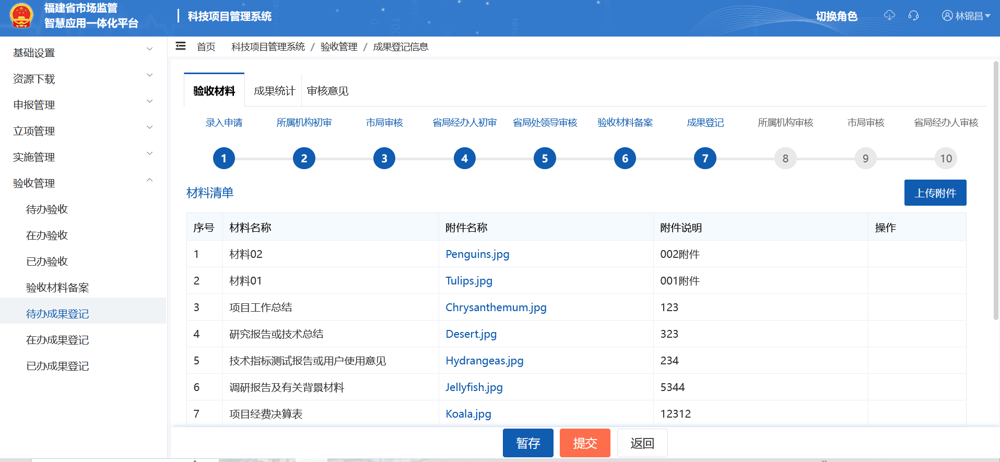 福建省市场监管
智慧应用一体化平台
科技项目管理系统
切换角色
林锦昌
基础设置
资源下载
申报管理
立项管理
实施管理
验收管理
待办验收
在办验收
已办验收
验收材料备案
待办成果登记
在办成果登记
已办成果登记
首页 科技项目管理系统 / 验收管理 / 成果登记信息
验收材料 成果统计 审核意见
录入申请 所属机构初审 市局审核 省局经办人初审 省局处领导审核 验收材料备案 成果登记 所属机构审核 市局审核 省局经办人审核
1 2 3 4 5 6 7 8 9 10
材料清单 上传附件
序号 材料名称 附件名称 附件说明 操作
1 材料02 Penguins.jpg 002附件
2 材料01 Tulips.jpg 001附件
3 项目工作总结 Chrysanthemum.jpg 123
4 研究报告或技术总结 Desert.jpg 323
5 技术指标测试报告或用户使用意见 Hydrangeas.jpg 234
6 调研报告及有关背景材料 Jellyfish.jpg 5344
7 项目经费决算表 Koala.jpg 12312
暂存 提交 返回